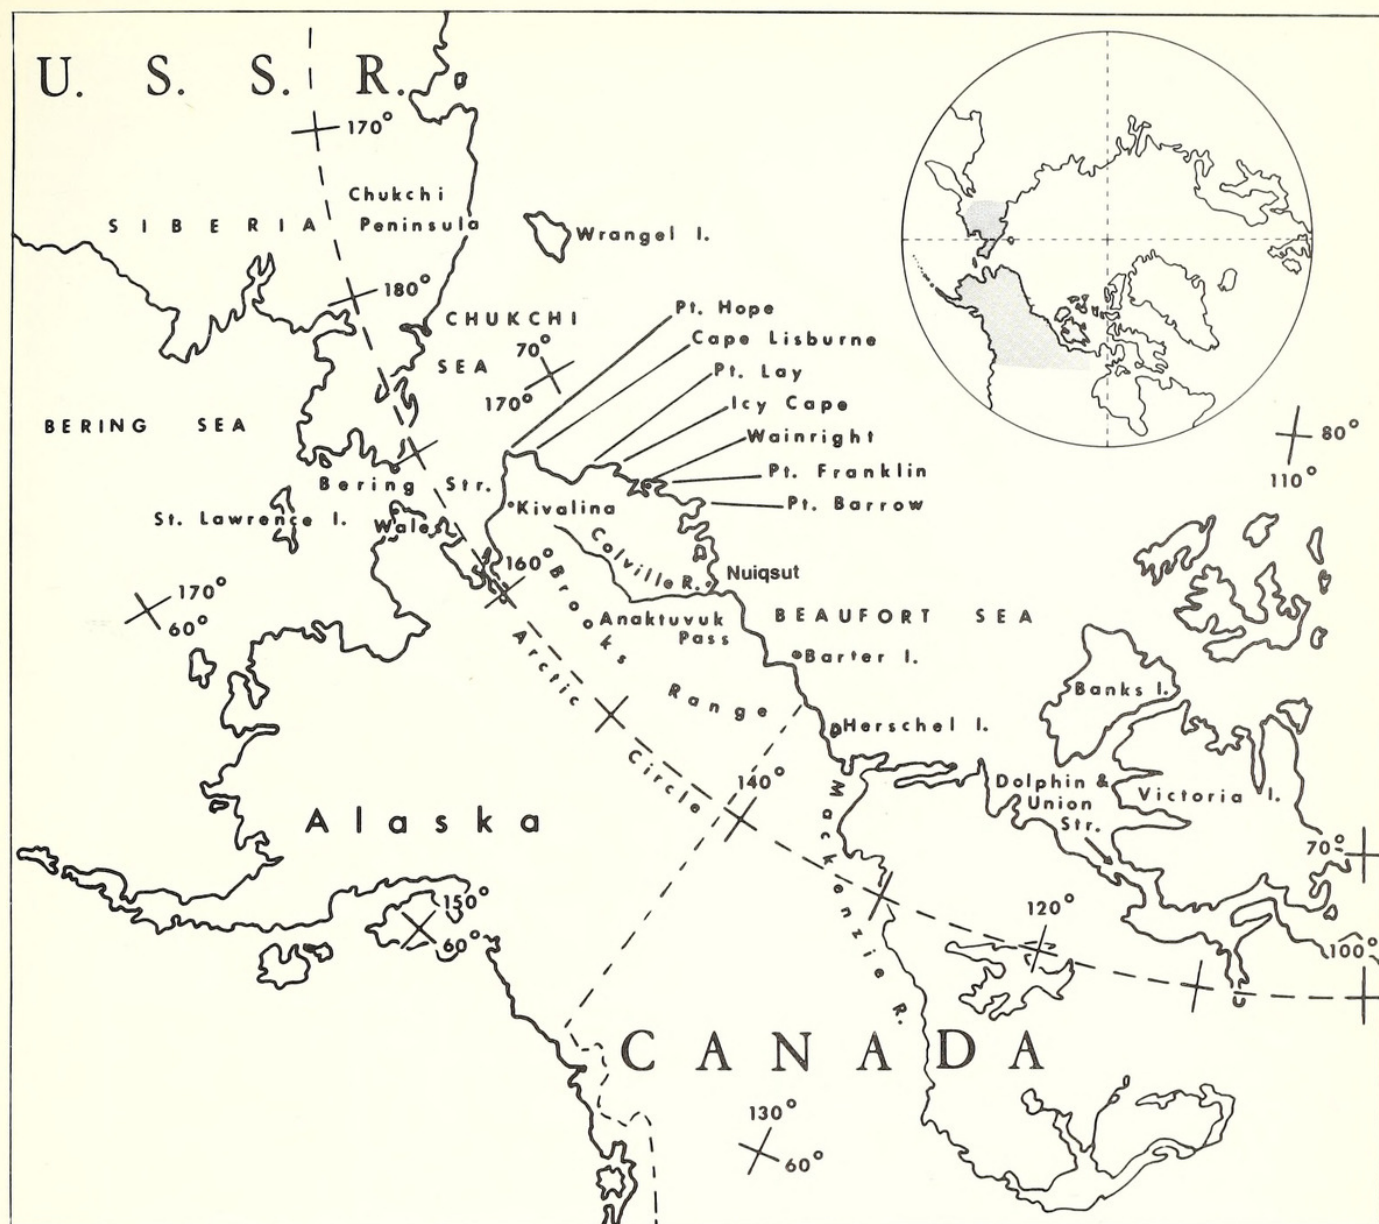 U. S. S. R.
170°
Chukchi
Peninsula
SIBERIA
Wrangel I.
180°
CHUKCHI
SEA
70°
170°
Pt. Hope
Cape Lisburne
Pt. Lay
Icy Cape
Wainright
Pt. Franklin
Pt. Barrow
80°
110°
BERING SEA
Bering Str.
St. Lawrence I.
Wales
Kivalina
Colville R.
Nuiqsut
160°
170°
60°
Brooks
Range
Anaktuvuk
Pass
BEAUFORT SEA
Barter I.
Arctic
Circle
Banks I.
Herschel I.
140°
Mackenzie R.
Dolphin &
Union
Str.
Victoria I.
Alaska
70°
150°
60°
120°
100°
CANADA
130°
60°